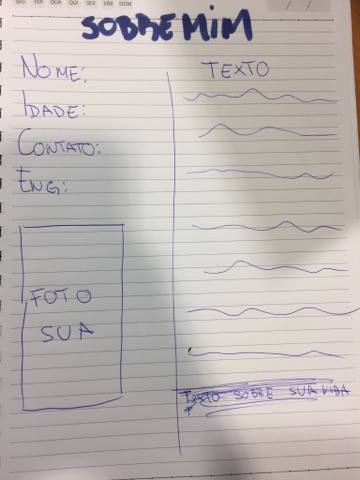 SEG TER QUA QUI SEX SÁB DOM
SOBRE MIM
NOME:
IDADE:
CONTATO:
ENG:
FOTO
SUA
TEXTO
TEXTO SOBRE SUA VIDA